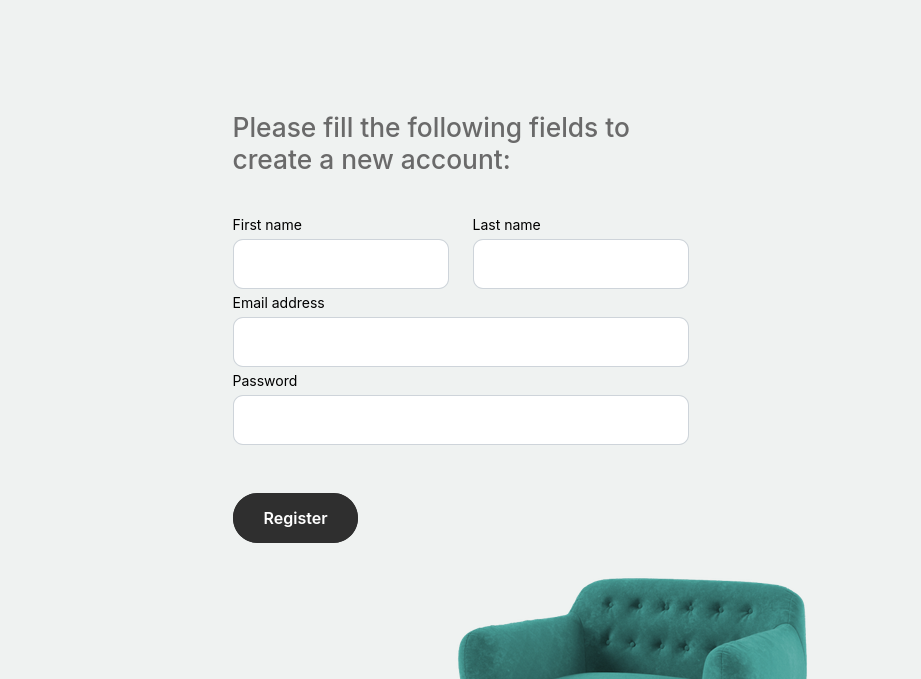 Please fill the following fields to
create a new account:
First name
Last name
Email address
Password
Register